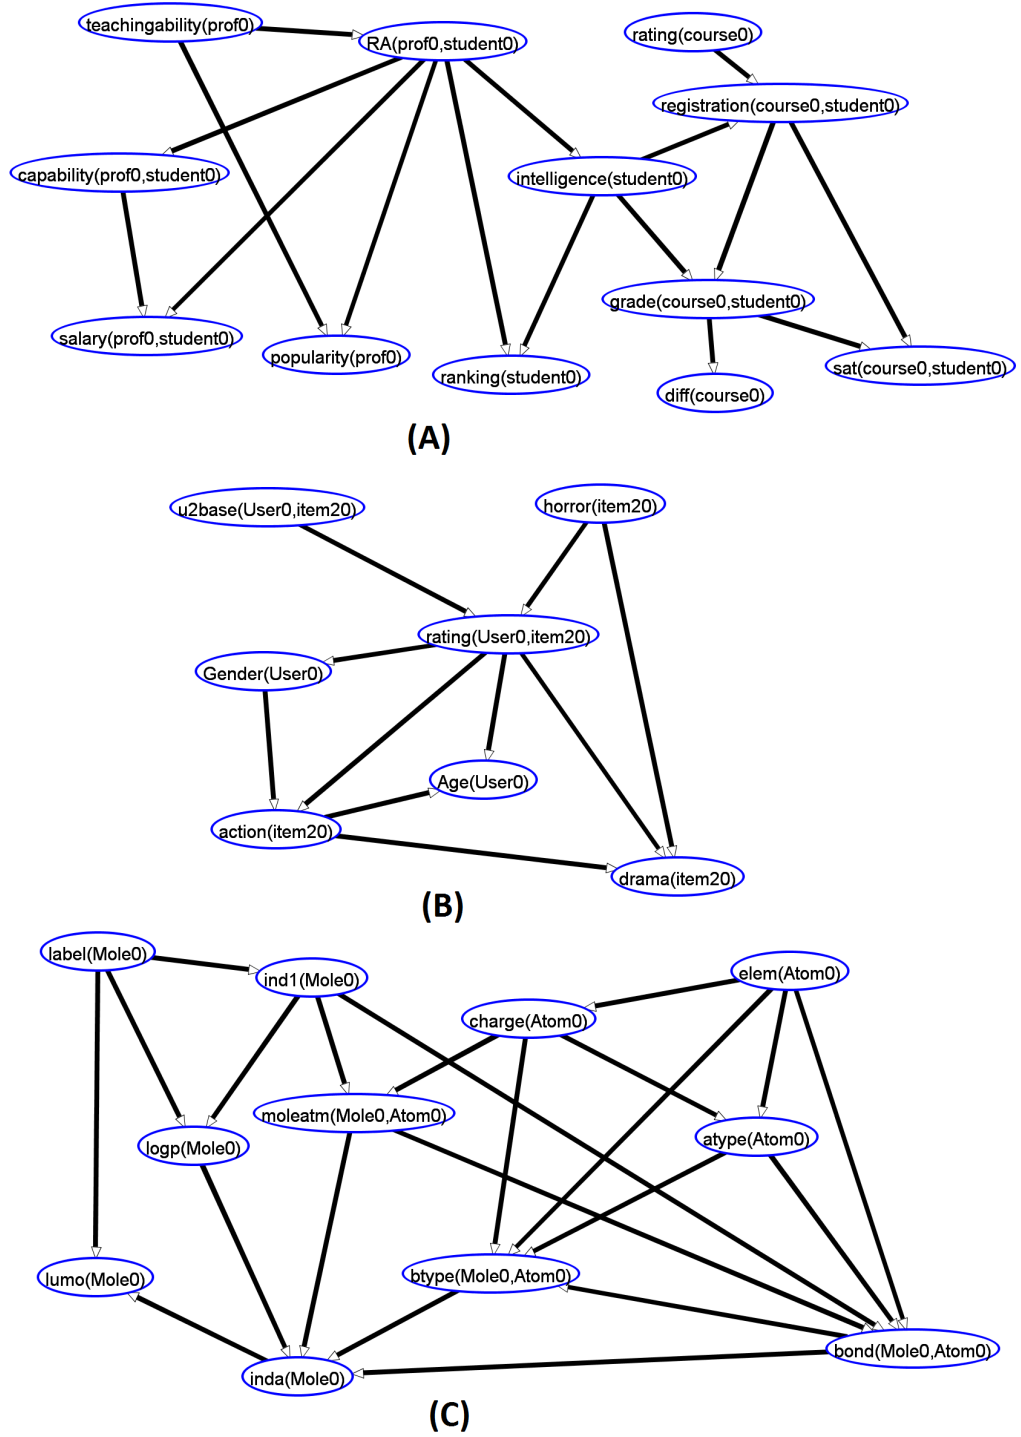 teachingability(prof0)
RA(prof0,student0)
rating(course0)
registration(course0,student0)
capability(prof0,student0)
intelligence(student0)
grade(course0,student0)
salary(prof0,student0)
popularity(prof0)
ranking(student0)
sat(course0,student0)
diff(course0)
(A)
u2base(User0,item20)
horror(item20)
rating(User0,item20)
Gender(User0)
Age(User0)
action(item20)
drama(item20)
(B)
label(Mole0)
ind1(Mole0)
elem(Atom0)
charge(Atom0)
moleatm(Mole0,Atom0)
logp(Mole0)
atype(Atom0)
lumo(Mole0)
btype(Mole0,Atom0)
bond(Mole0,Atom0)
inda(Mole0)
(C)